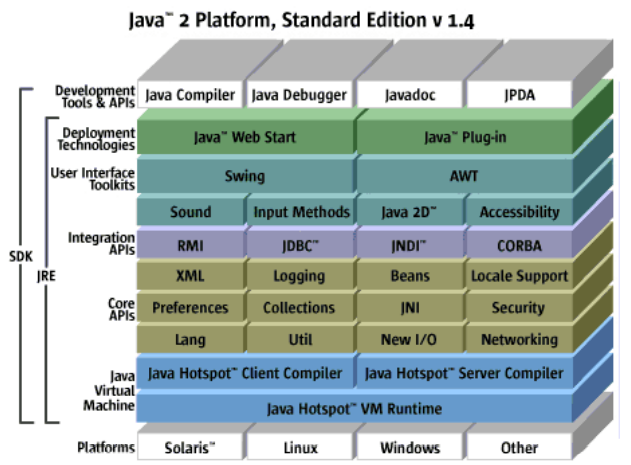 Java™ 2 Platform, Standard Edition v 1.4
Development
Tools & APIs
Java Compiler
Java Debugger
Javadoc
JPDA
Deployment
Technologies
Java™ Web Start
Java™ Plug-in
User Interface
Toolkits
Swing
AWT
Sound
Input Methods
Java 2D™
Accessibility
Integration
APIs
RMI
JDBC™
JNDI™
CORBA
SDK
JRE
XML
Logging
Beans
Locale Support
Core
APIs
Preferences
Collections
JNI
Security
Lang
Util
New I/O
Networking
Java
Virtual
Machine
Java Hotspot™ Client Compiler
Java Hotspot™ Server Compiler
Java Hotspot™ VM Runtime
Platforms
Solaris™
Linux
Windows
Other